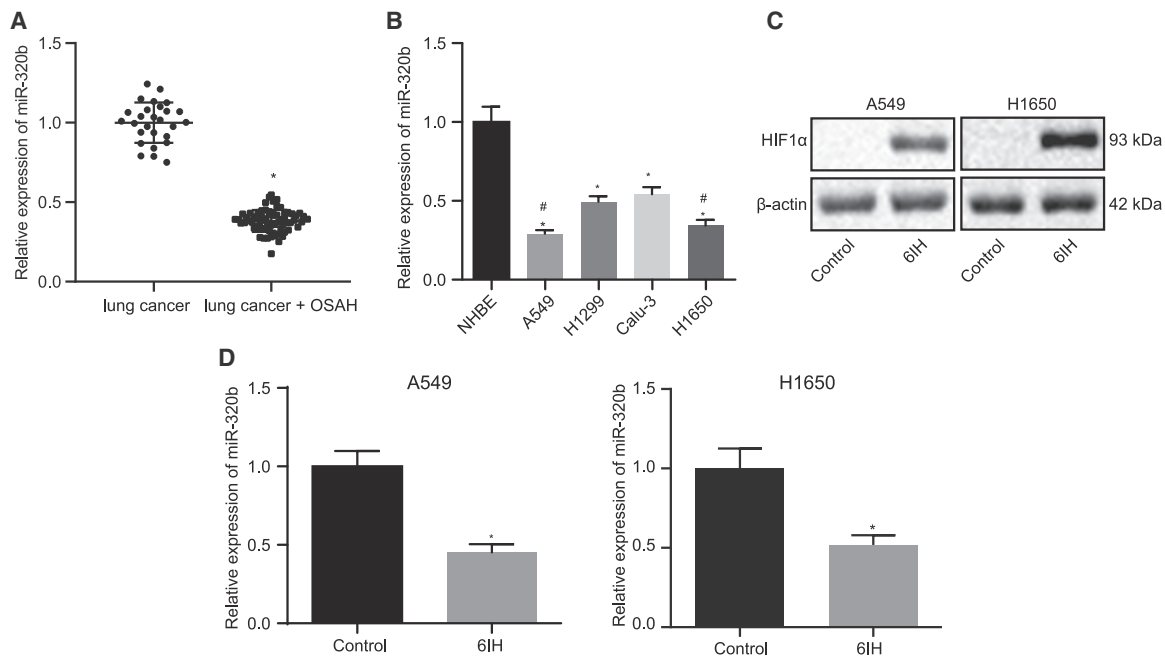 A
Relative expression of miR-320b
1.5
1.0
0.5
0.0
*
lung cancer
lung cancer + OSAH
B
Relative expression of miR-320b
1.5
1.0
0.5
0.0
#
*
*
*
#
*
NHBE
A549
H1299
Calu-3
H1650
C
A549 H1650
HIF1α 93 kDa
β-actin 42 kDa
Control 6IH Control 6IH
D
A549
Relative expression of miR-320b
1.5
1.0
0.5
0.0
*
Control 6IH
H1650
Relative expression of miR-320b
1.5
1.0
0.5
0.0
*
Control 6IH